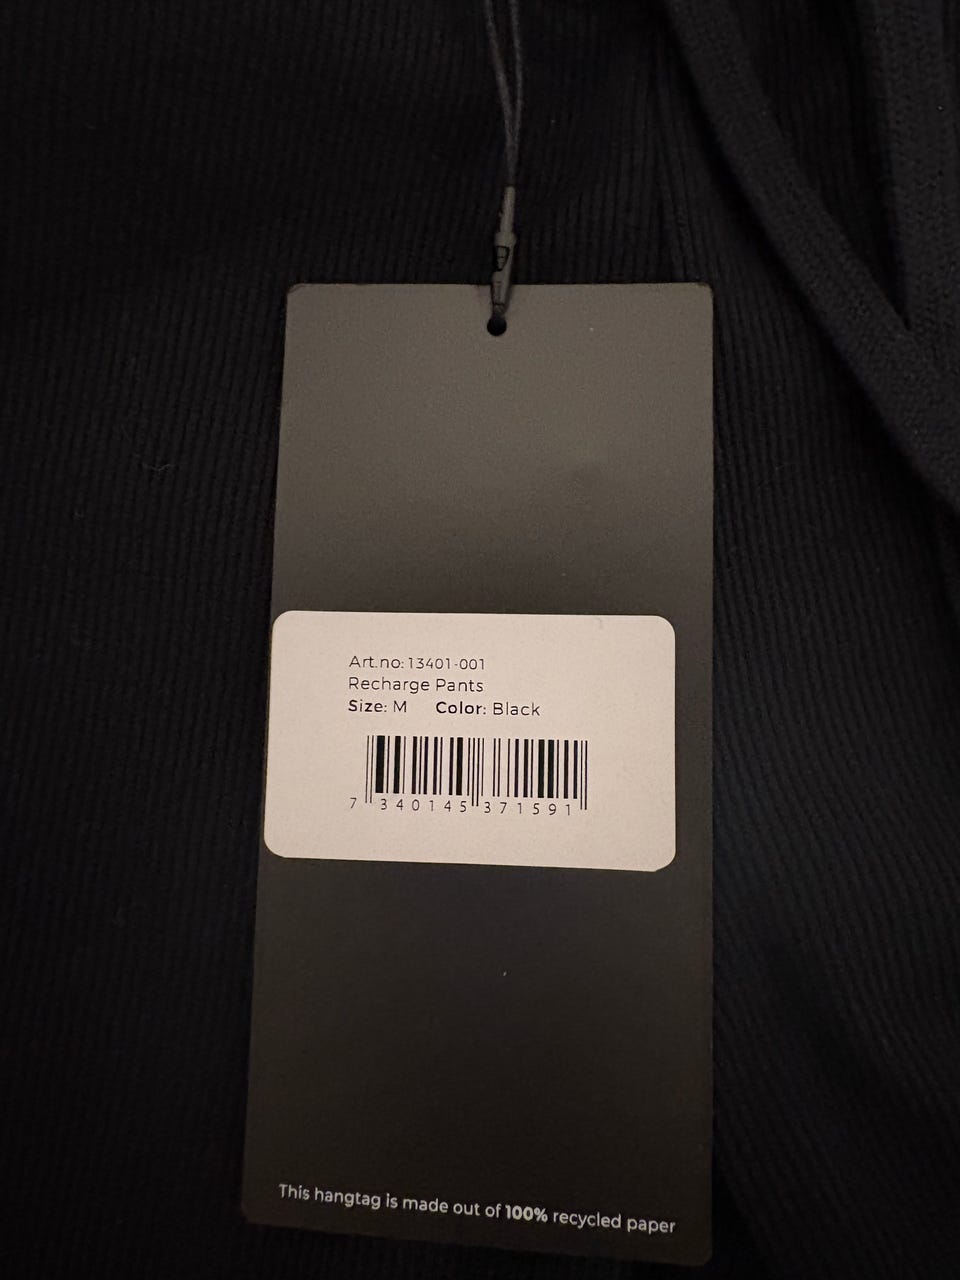 Art.no: 13401-001
Recharge Pants
Size: M Color: Black
7 340145 371591
This hangtag is made out of 100% recycled paper